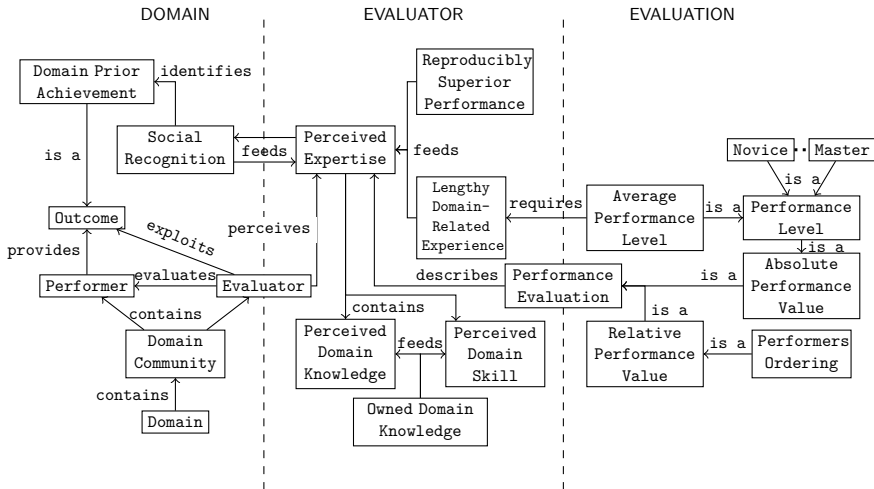 DOMAIN
EVALUATOR
EVALUATION
Domain Prior
Achievement
identifies
Social
Recognition
feeds
is a
Outcome
exploits
provides
Performer
evaluates
Evaluator
perceives
contains
Domain
Community
contains
Domain
Reproducibly
Superior
Performance
Perceived
Expertise
feeds
Lengthy
Domain–
Related
Experience
requires
describes
Performance
Evaluation
contains
Perceived
Domain
Knowledge
feeds
Perceived
Domain
Skill
Owned Domain
Knowledge
Novice
··
Master
is a
Average
Performance
Level
is a
Performance
Level
is a
is a
Absolute
Performance
Value
is a
Relative
Performance
Value
is a
Performers
Ordering